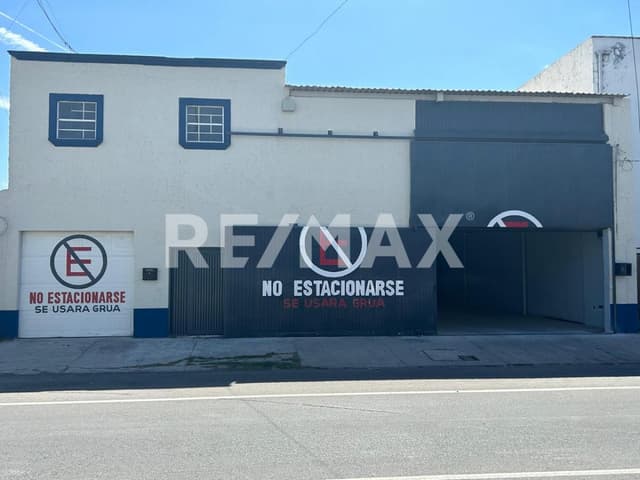 RE/MAX®
E
NO ESTACIONARSE
SE USARA GRUA
E
NO ESTACIONARSE
SE USARA GRUA